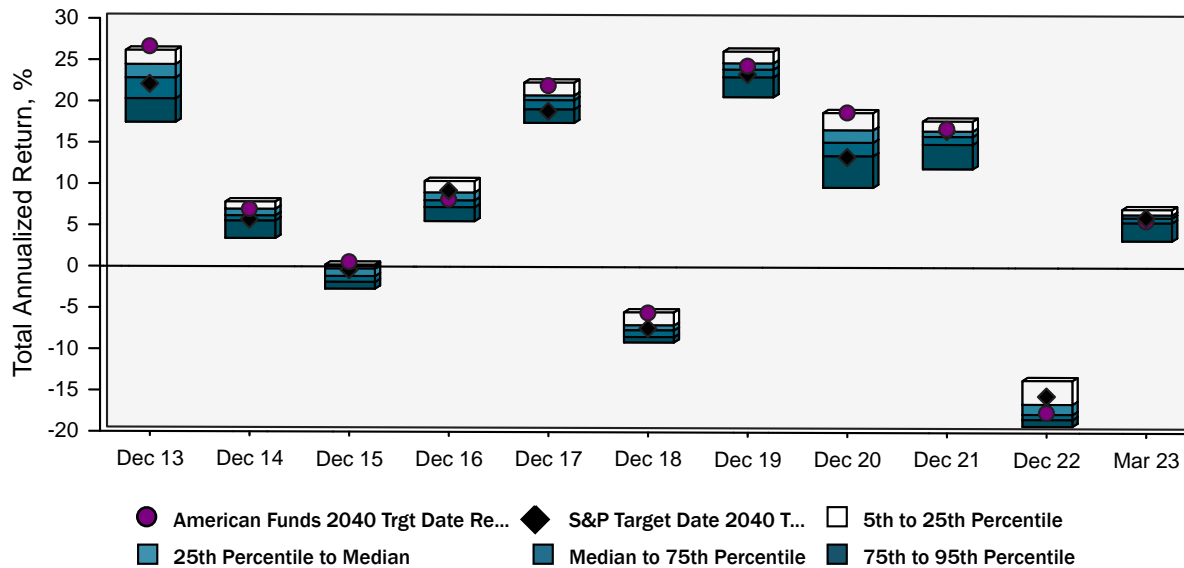 30
25
20
15
10
5
0
-5
-10
-15
-20
Total Annualized Return, %
Dec 13 Dec 14 Dec 15 Dec 16 Dec 17 Dec 18 Dec 19 Dec 20 Dec 21 Dec 22 Mar 23
American Funds 2040 Trgt Date Re... S&P Target Date 2040 T... 5th to 25th Percentile
25th Percentile to Median Median to 75th Percentile 75th to 95th Percentile